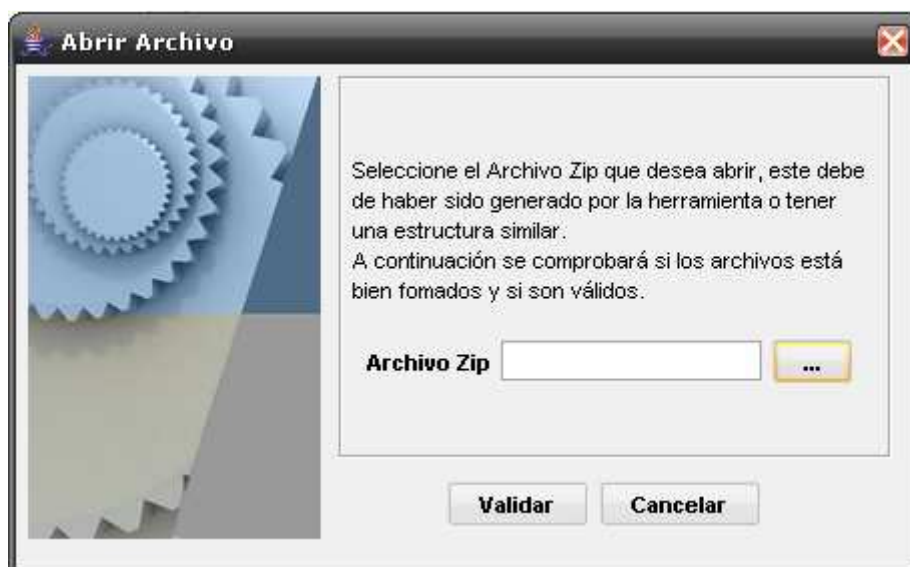 Abrir Archivo
Seleccione el Archivo Zip que desea abrir, este debe
de haber sido generado por la herramienta o tener
una estructura similar.
A continuación se comprobará si los archivos está
bien fomados y si son válidos.
Archivo Zip
...
Validar
Cancelar